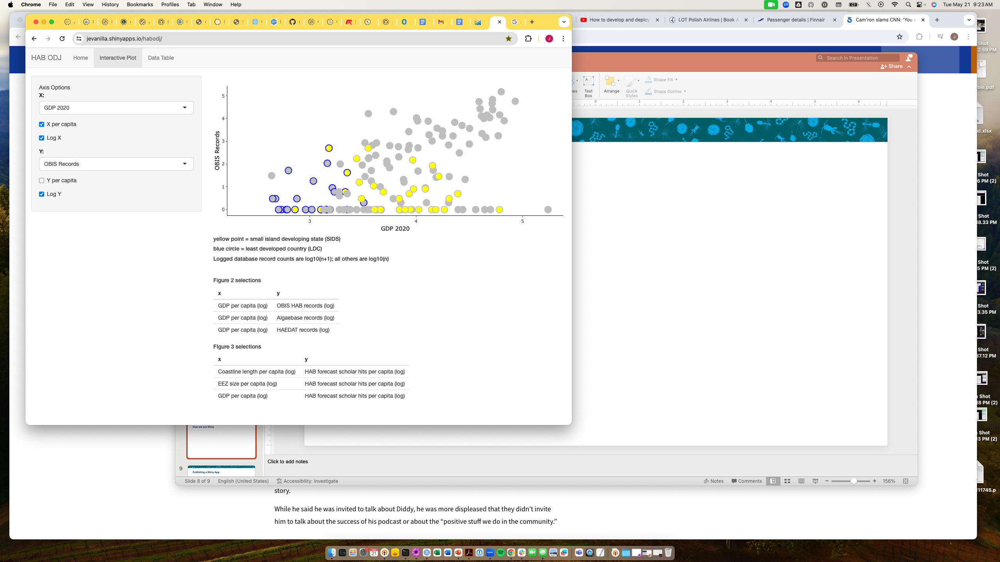 Chrome File Edit View History Bookmarks Profiles Tab Window Help
zm
Tue May 21 9:23 AM
How to develop and deploy
LOT Polish Airlines | Book A
Passenger details | Finnair
Cam'ron slams CNN: 'You c
jevanilla.shinyapps.io/habodj/
J
J
HAB ODJ Home Interactive Plot Data Table
Search in Presentation
Share
Axis Options
X:
GDP 2020
X per capita
Log X
Y:
OBIS Records
Y per capita
Log Y
OBIS Records
5
4
3
2
1
0
3 4 5
GDP 2020
Text
Box
Arrange
Quick
Styles
Shape Fill
Shape Outline
0 1 2 3 4 5 6
yellow point = small island developing state (SIDS)
blue circle = least developed country (LDC)
Logged database record counts are log10(n+1); all others are log10(n)
Figure 2 selections
x y
GDP per capita (log) OBIS HAB records (log)
GDP per capita (log) Algaebase records (log)
GDP per capita (log) HAEDAT records (log)
FIgure 3 selections
x y
Coastline length per capita (log) HAB forecast scholar hits per capita (log)
EEZ size per capita (log) HAB forecast scholar hits per capita (log)
GDP per capita (log) HAB forecast scholar hits per capita (log)
How we use Shiny
9
Publishing a Shiny App
Click to add notes
Slide 8 of 9 English (United States) Accessibility: Investigate
Notes Comments 156%
story.
While he said he was invited to talk about Diddy, he was more displeased that they didn't invite
him to talk about the success of his podcast or about the “positive stuff we do in the community.”
Shot
2.59 PM
ble.pdf
xl.xlsx
Shot
6 PM (2)
Shot
18.33 PM
Shot
5 PM (2)
Shot
3.35 PM
Shot
37.12 PM
Shot
18 PM (2)
Shot
13 PM (2)
111745.p
21
zoom